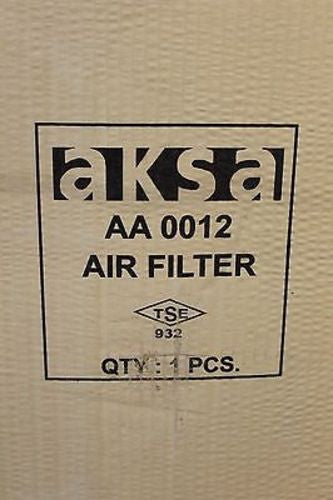 aksa
AA 0012
AIR FILTER
TSE
932
QTY : 1 PCS.